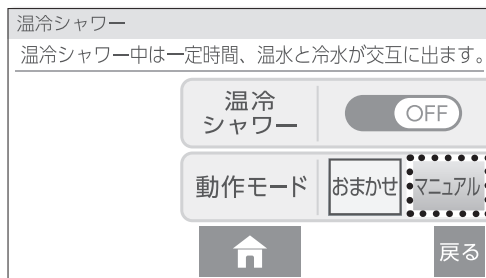 温冷シャワー
温冷シャワー中は一定時間、温水と冷水が交互に出ます。
温冷
シャワー
OFF
動作モード
おまかせ
マニュアル
戻る